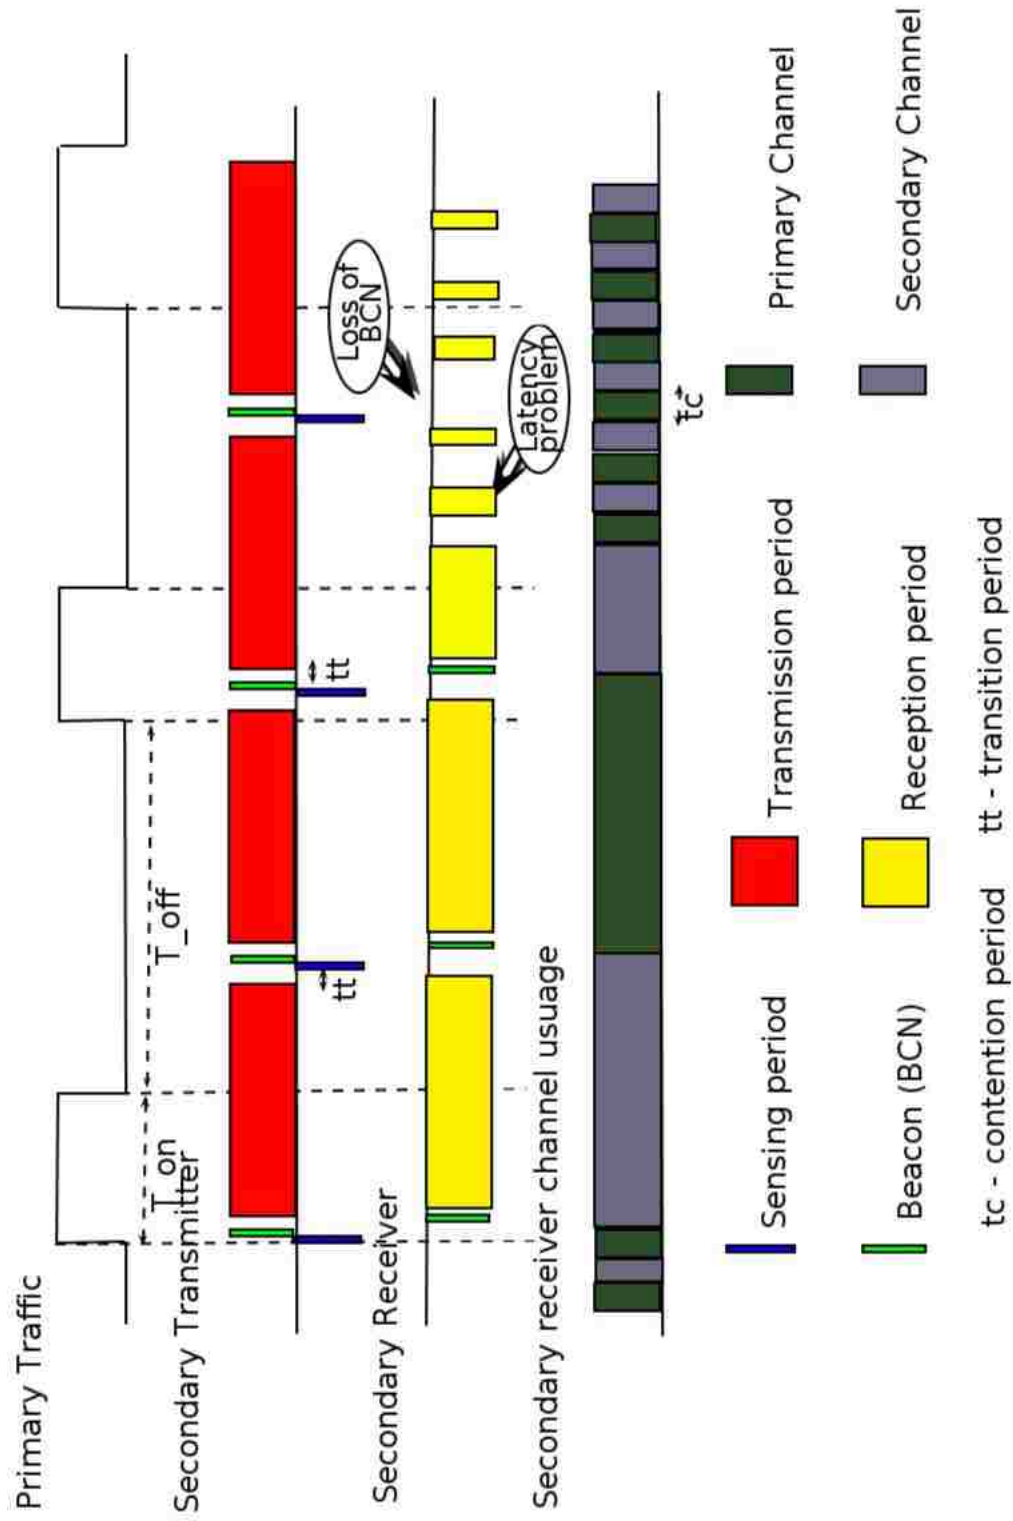 Primary Traffic
T_on
T_off
Secondary Transmitter
tt
tt
Loss of
BCN
Secondary Receiver
Latency
problem
Secondary receiver channel usuage
tc
Sensing period
Transmission period
Primary Channel
Beacon (BCN)
Reception period
Secondary Channel
tc - contention period
tt - transition period